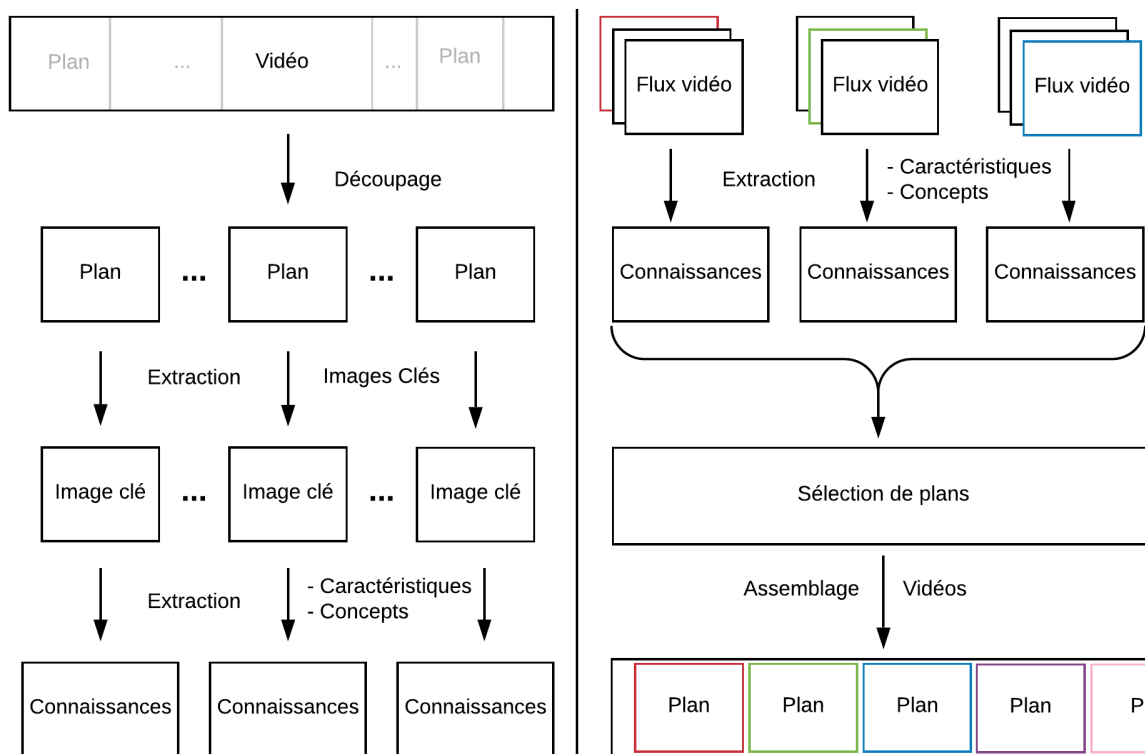 Plan ... Vidéo ... Plan
Découpage
Plan ... Plan ... Plan
Extraction Images Clés
Image clé ... Image clé ... Image clé
Extraction - Caractéristiques
- Concepts
Connaissances Connaissances Connaissances
Flux vidéo Flux vidéo Flux vidéo
Extraction - Caractéristiques
- Concepts
Connaissances Connaissances Connaissances
Sélection de plans
Assemblage Vidéos
Plan Plan Plan Plan